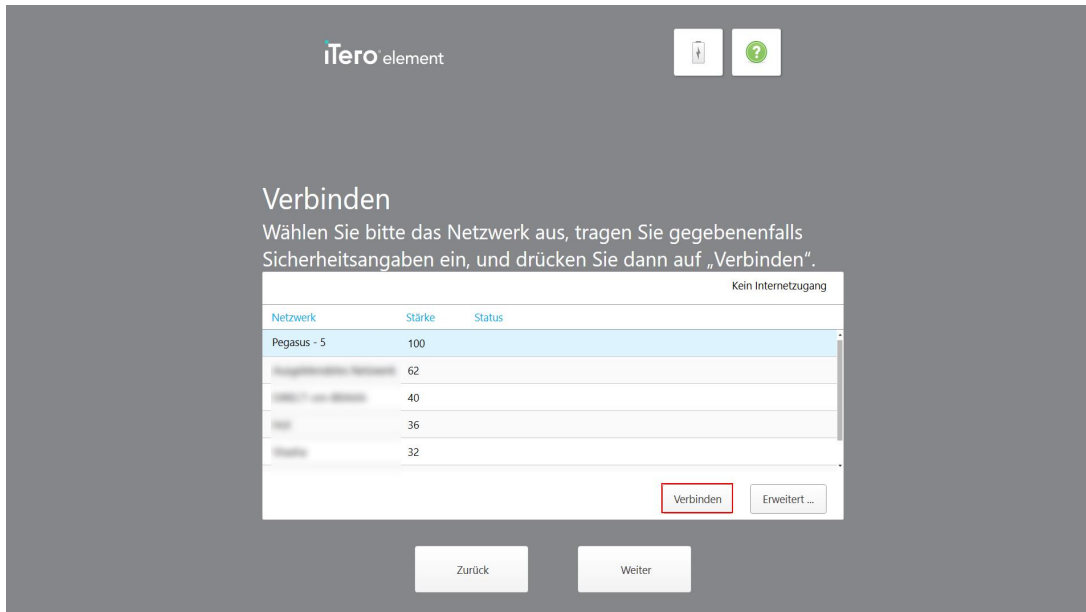 iTero element
Verbinden
Wählen Sie bitte das Netzwerk aus, tragen Sie gegebenenfalls
Sicherheitsangaben ein, und drücken Sie dann auf „Verbinden“.
Kein Internetzugang
Netzwerk Stärke Status
Pegasus - 5 100
62
40
36
32
Verbinden Erweitert ...
Zurück Weiter